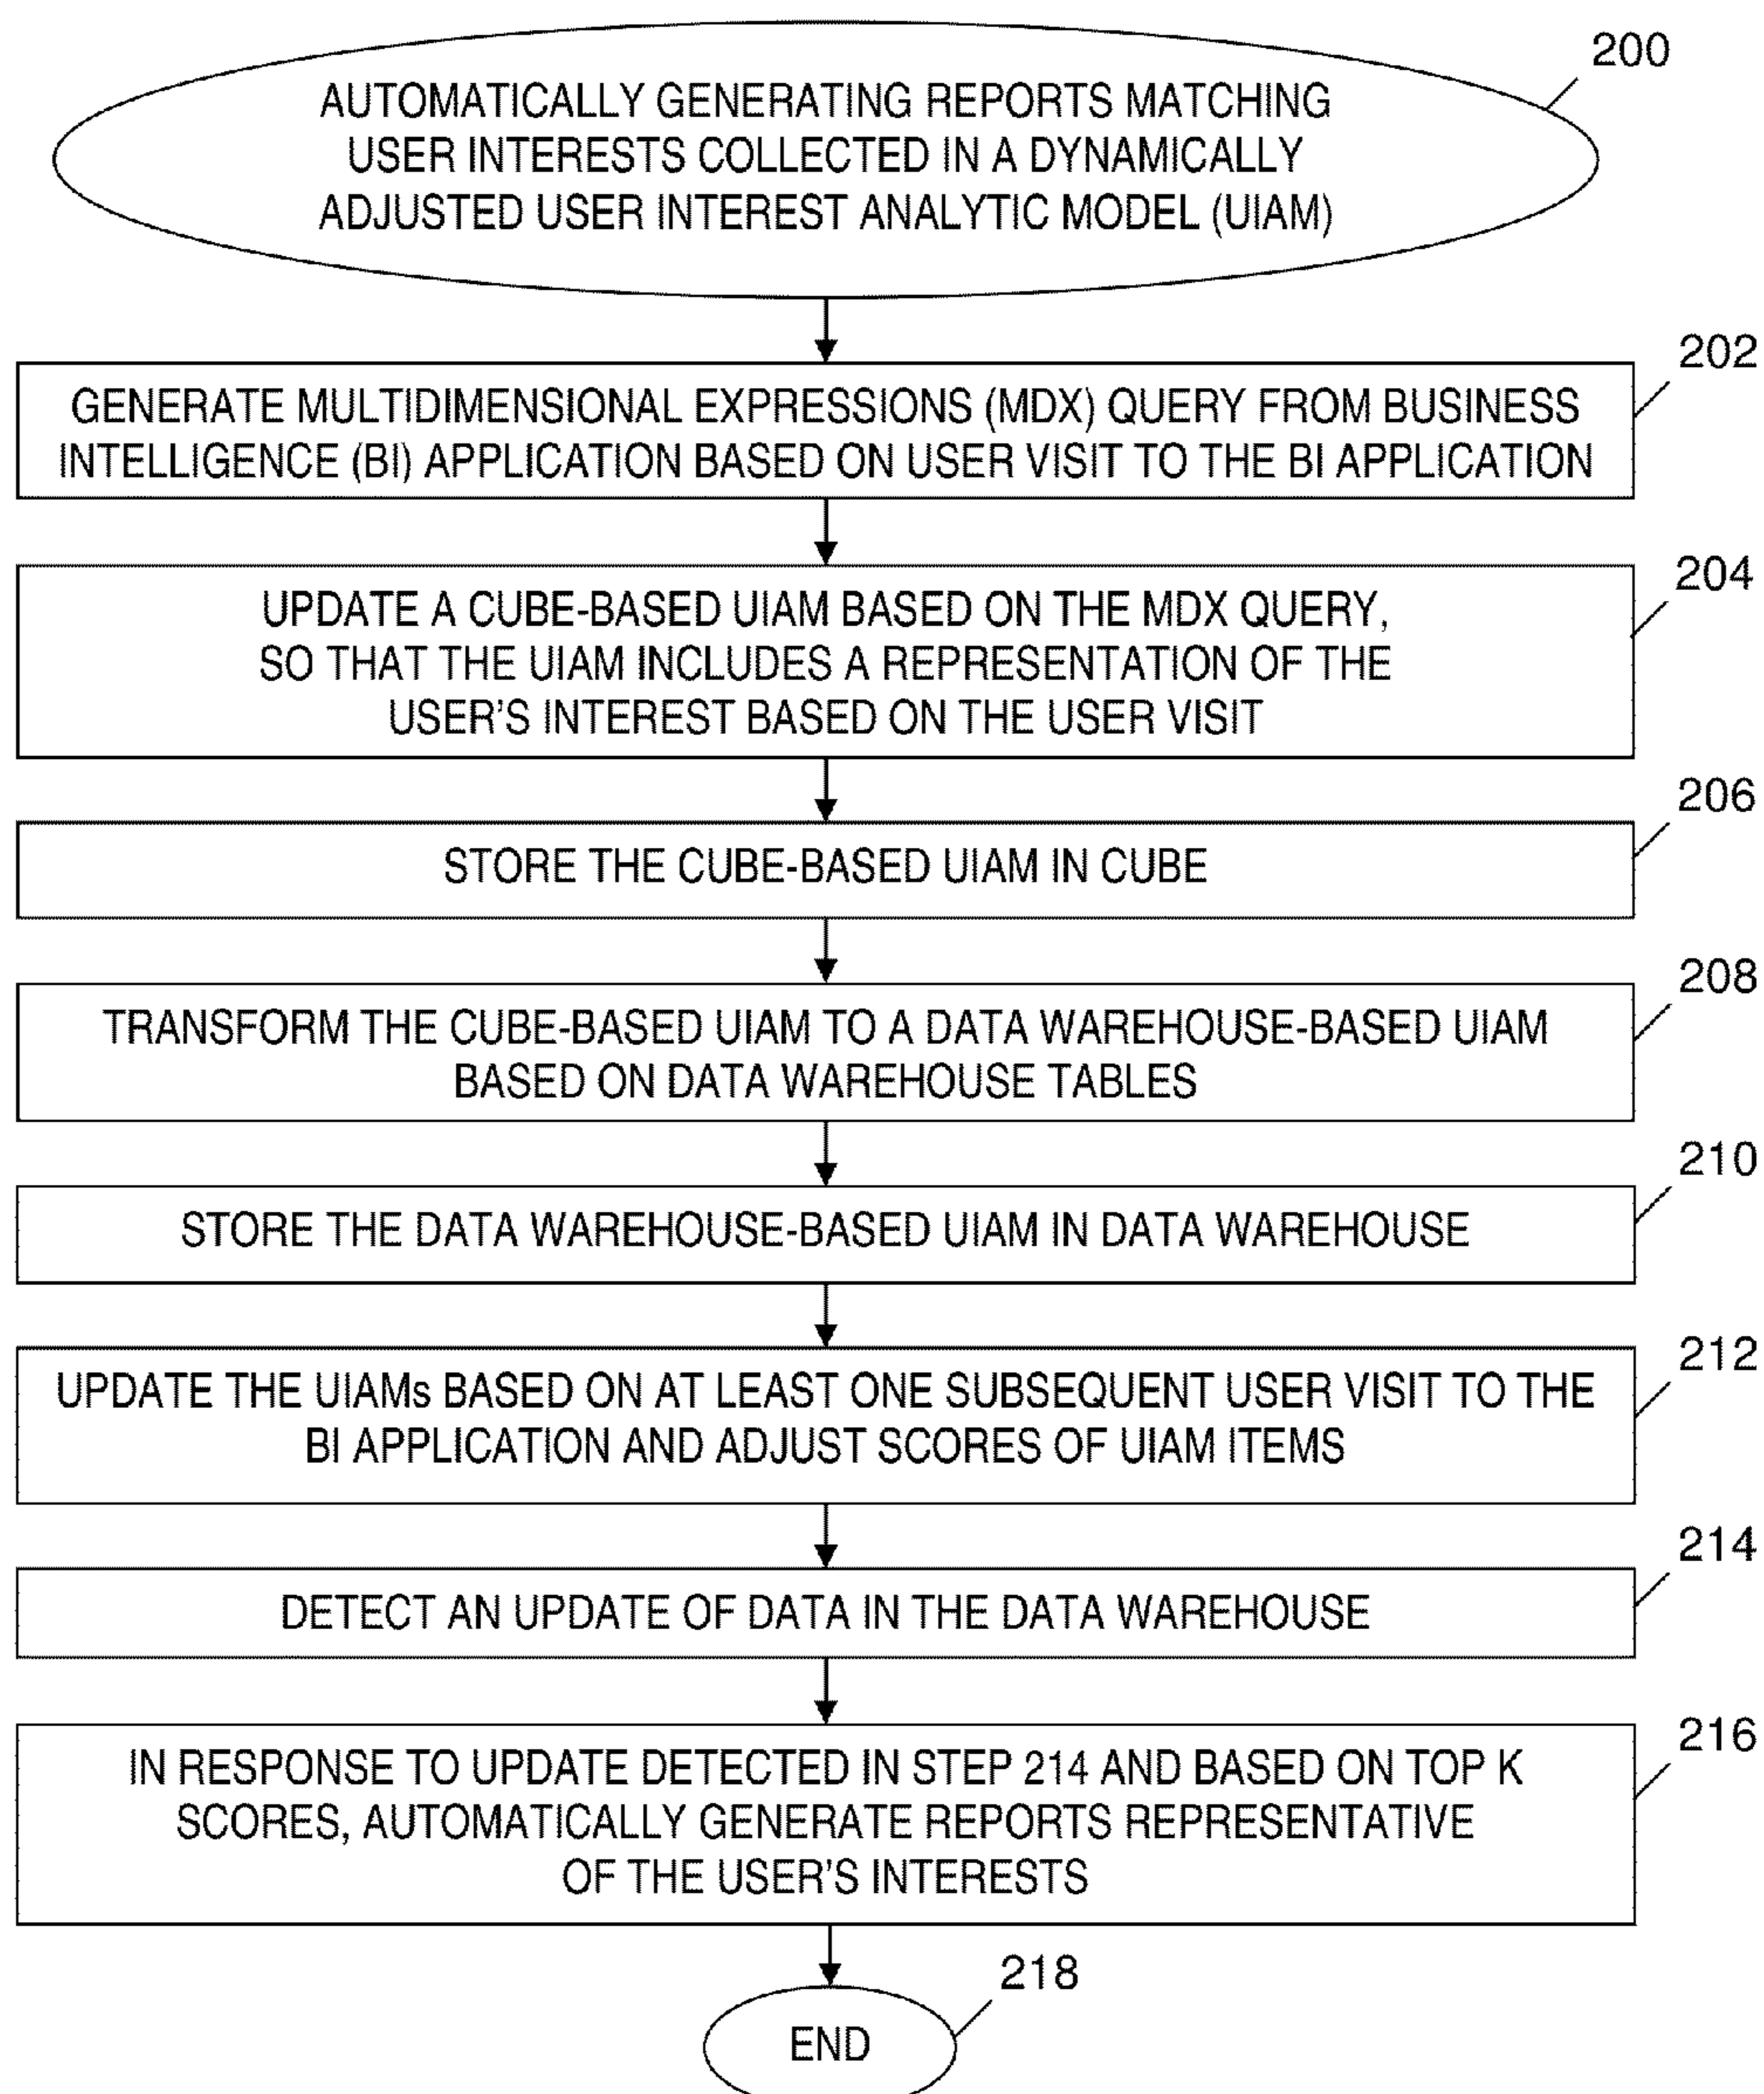 200
AUTOMATICALLY GENERATING REPORTS MATCHING
USER INTERESTS COLLECTED IN A DYNAMICALLY
ADJUSTED USER INTEREST ANALYTIC MODEL (UIAM)
202
GENERATE MULTIDIMENSIONAL EXPRESSIONS (MDX) QUERY FROM BUSINESS
INTELLIGENCE (BI) APPLICATION BASED ON USER VISIT TO THE BI APPLICATION
204
UPDATE A CUBE-BASED UIAM BASED ON THE MDX QUERY,
SO THAT THE UIAM INCLUDES A REPRESENTATION OF THE
USER'S INTEREST BASED ON THE USER VISIT
206
STORE THE CUBE-BASED UIAM IN CUBE
208
TRANSFORM THE CUBE-BASED UIAM TO A DATA WAREHOUSE-BASED UIAM
BASED ON DATA WAREHOUSE TABLES
210
STORE THE DATA WAREHOUSE-BASED UIAM IN DATA WAREHOUSE
212
UPDATE THE UIAMs BASED ON AT LEAST ONE SUBSEQUENT USER VISIT TO THE
BI APPLICATION AND ADJUST SCORES OF UIAM ITEMS
214
DETECT AN UPDATE OF DATA IN THE DATA WAREHOUSE
216
IN RESPONSE TO UPDATE DETECTED IN STEP 214 AND BASED ON TOP K
SCORES, AUTOMATICALLY GENERATE REPORTS REPRESENTATIVE
OF THE USER'S INTERESTS
218
END